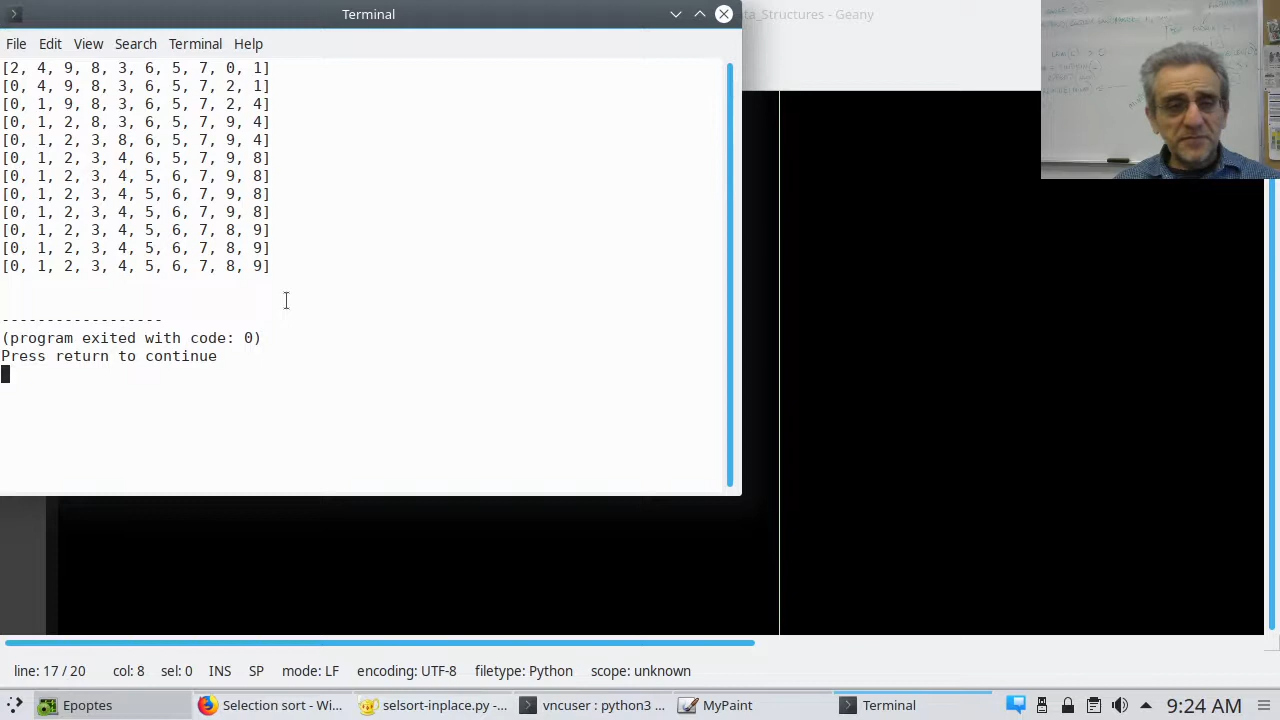 Terminal
ta_Structures - Geany
File Edit View Search Terminal Help
[2, 4, 9, 8, 3, 6, 5, 7, 0, 1]
[0, 4, 9, 8, 3, 6, 5, 7, 2, 1]
[0, 1, 9, 8, 3, 6, 5, 7, 2, 4]
[0, 1, 2, 8, 3, 6, 5, 7, 9, 4]
[0, 1, 2, 3, 8, 6, 5, 7, 9, 4]
[0, 1, 2, 3, 4, 6, 5, 7, 9, 8]
[0, 1, 2, 3, 4, 5, 6, 7, 9, 8]
[0, 1, 2, 3, 4, 5, 6, 7, 9, 8]
[0, 1, 2, 3, 4, 5, 6, 7, 9, 8]
[0, 1, 2, 3, 4, 5, 6, 7, 8, 9]
[0, 1, 2, 3, 4, 5, 6, 7, 8, 9]
[0, 1, 2, 3, 4, 5, 6, 7, 8, 9]
------------------
(program exited with code: 0)
Press return to continue
line: 17 / 20 col: 8 sel: 0 INS SP mode: LF encoding: UTF-8 filetype: Python scope: unknown
Epoptes Selection sort - Wi... selsort-inplace.py -... vncuser : python3 ... MyPaint Terminal 9:24 AM